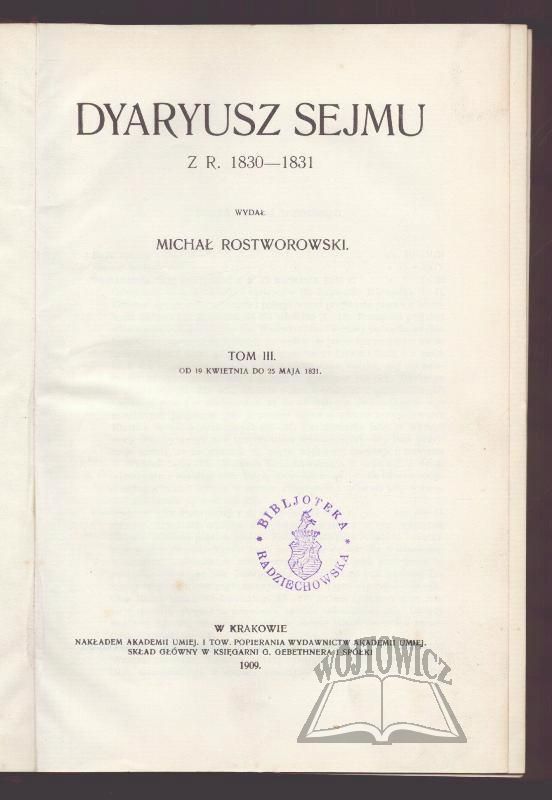 DYARYUSZ SEJMU
Z R. 1830—1831
WYDAŁ
MICHAŁ ROSTWOROWSKI.
TOM III.
OD 19 KWIETNIA DO 25 MAJA 1831.
* BIBLJOTEKA *
RADZIECHOWSKA
W KRAKOWIE
NAKŁADEM AKADEMII UMIEJ. I TOW. POPIERANIA WYDAWNICTW AKADEMII UMIEJ.
SKŁAD GŁÓWNY W KSIĘGARNI G. GEBETHNERA I SPÓŁKI
1909.
WÓJTOWICZ